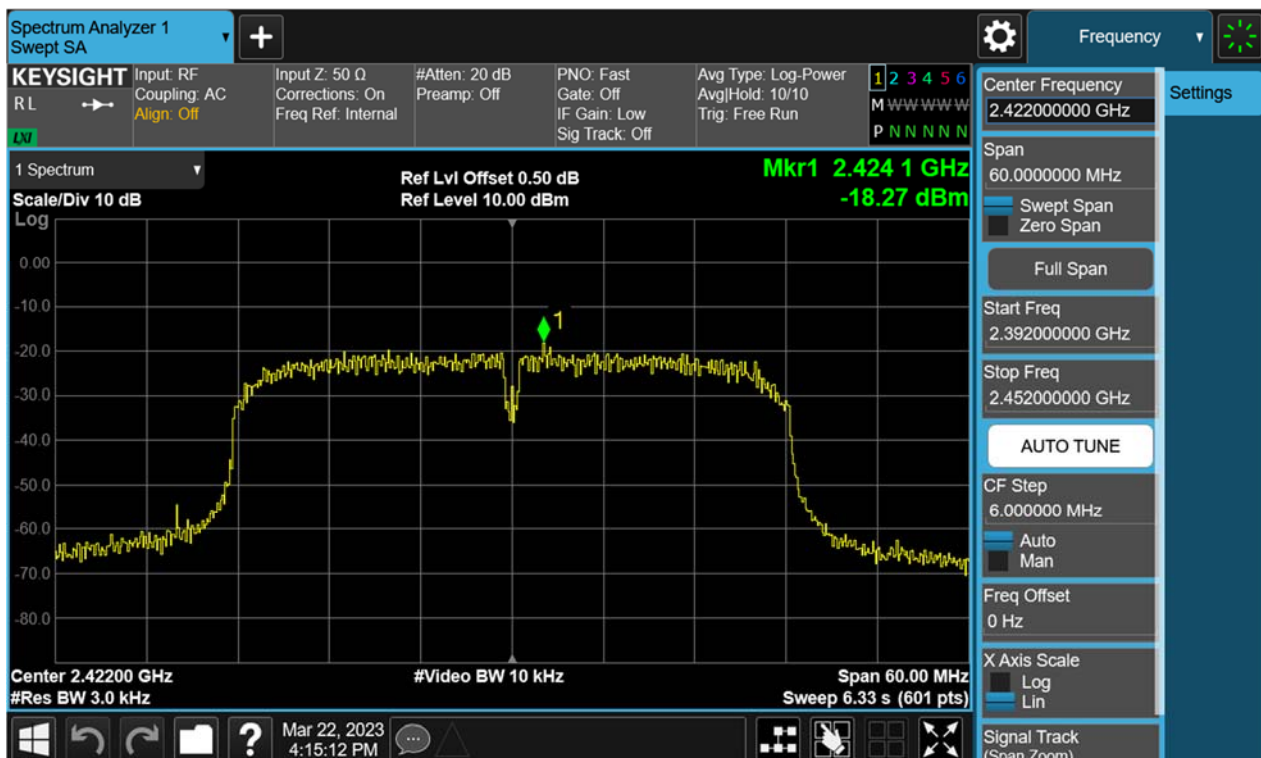 Spectrum Analyzer 1
Swept SA
+
Frequency
KEYSIGHT
RL
LXI
Input: RF
Coupling: AC
Align: Off
Input Z: 50 Ω
Corrections: On
Freq Ref: Internal
#Atten: 20 dB
Preamp: Off
PNO: Fast
Gate: Off
IF Gain: Low
Sig Track: Off
Avg Type: Log-Power
Avg|Hold: 10/10
Trig: Free Run
1 2 3 4 5 6
M W W W W W
P N N N N N
1 Spectrum
Scale/Div 10 dB
Log
Ref Lvl Offset 0.50 dB
Ref Level 10.00 dBm
Mkr1 2.424 1 GHz
-18.27 dBm
0.00
-10.0
-20.0
-30.0
-40.0
-50.0
-60.0
-70.0
-80.0
1
Center 2.42200 GHz
#Res BW 3.0 kHz
#Video BW 10 kHz
Span 60.00 MHz
Sweep 6.33 s (601 pts)
Center Frequency
2.422000000 GHz
Span
60.0000000 MHz
Swept Span
Zero Span
Full Span
Start Freq
2.392000000 GHz
Stop Freq
2.452000000 GHz
AUTO TUNE
CF Step
6.000000 MHz
Auto
Man
Freq Offset
0 Hz
X Axis Scale
Log
Lin
Signal Track
(Span Zoom)
Settings
?
Mar 22, 2023
4:15:12 PM